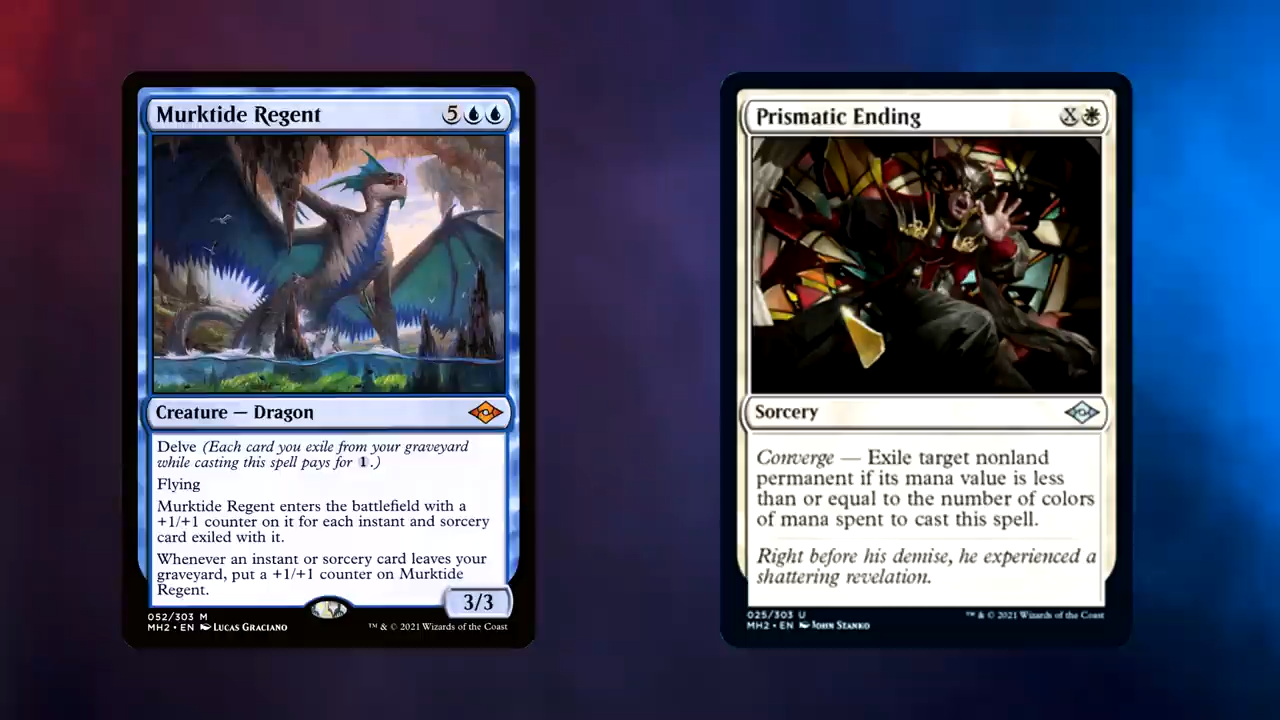 Murktide Regent 5
Creature — Dragon
Delve (Each card you exile from your graveyard
while casting this spell pays for 1.)
Flying
Murktide Regent enters the battlefield with a
+1/+1 counter on it for each instant and sorcery
card exiled with it.
Whenever an instant or sorcery card leaves your
graveyard, put a +1/+1 counter on Murktide
Regent.
3/3
052/303 M
MH2 • EN Lucas Graciano
™ & © 2021 Wizards of the Coast
Prismatic Ending X
Sorcery
Converge — Exile target nonland
permanent if its mana value is less
than or equal to the number of colors
of mana spent to cast this spell.
Right before his demise, he experienced a
shattering revelation.
025/303 U
MH2 • EN John Stanko
™ & © 2021 Wizards of the Coast